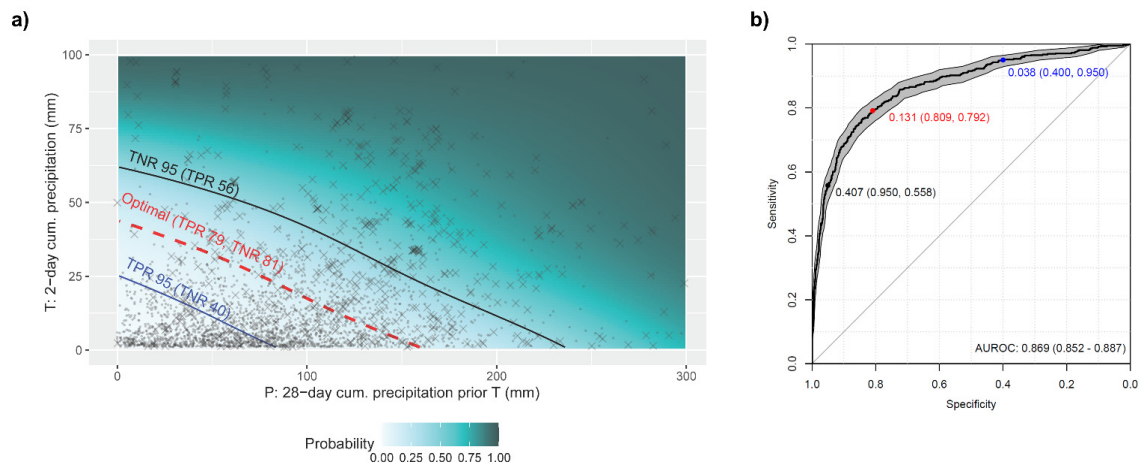 a)
100
75
50
25
0
T: 2−day cum. precipitation (mm)
TNR 95 (TPR 56)
Optimal (TPR 79, TNR 81)
TPR 95 (TNR 40)
0
100
200
300
P: 28−day cum. precipitation prior T (mm)
Probability
0.00 0.25 0.50 0.75 1.00
b)
1.0
0.8
0.6
0.4
0.2
0.0
Sensitivity
0.038 (0.400, 0.950)
0.131 (0.809, 0.792)
0.407 (0.950, 0.558)
AUROC: 0.869 (0.852 - 0.887)
1.0 0.8 0.6 0.4 0.2 0.0
Specificity